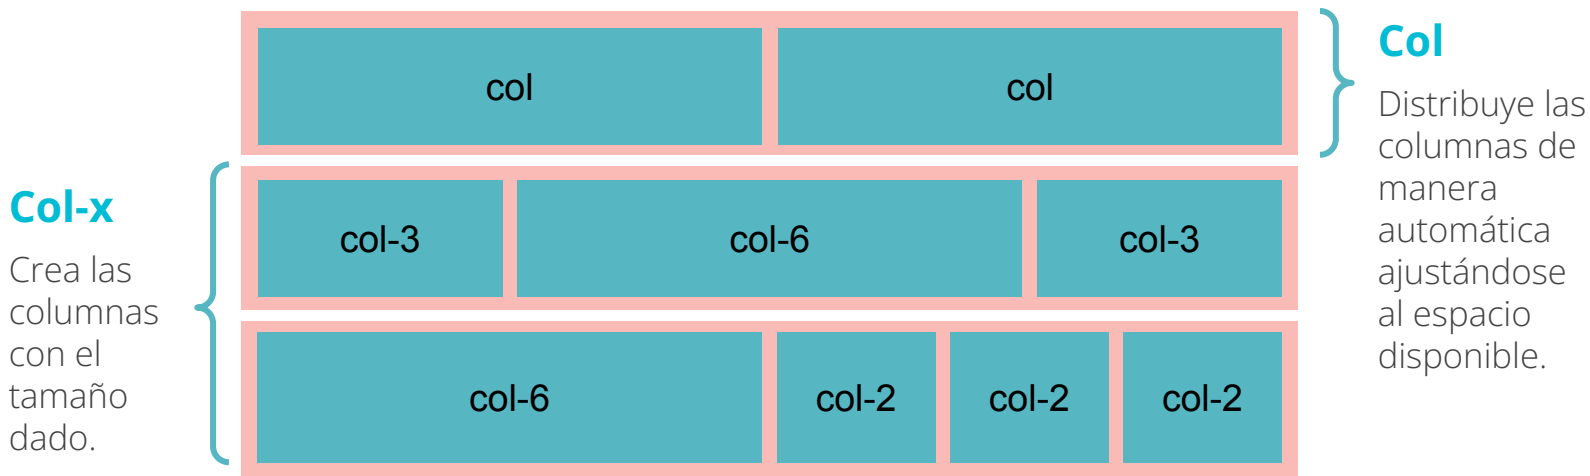 col
col
Col
Distribuye las
columnas de
manera
automática
ajustándose
al espacio
disponible.
Col-x
Crea las
columnas
con el
tamaño
dado.
col-3
col-6
col-3
col-6
col-2
col-2
col-2